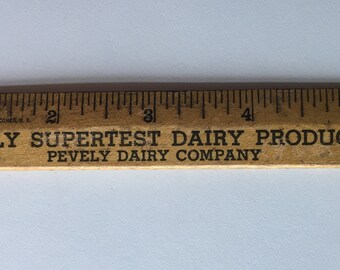 2 3 4
LY SUPERTEST DAIRY PRODUC
PEVELY DAIRY COMPANY